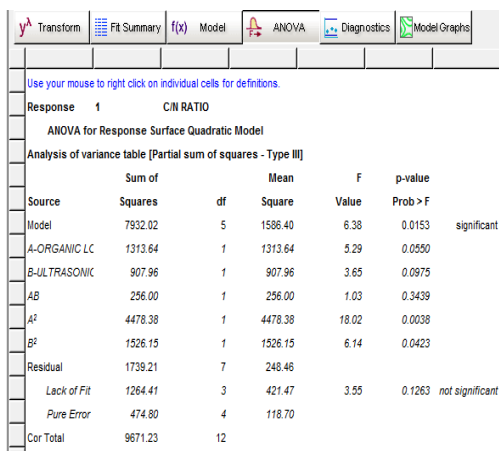 Transform Fit Summary f(x) Model ANOVA Diagnostics Model Graphs
Use your mouse to right click on individual cells for definitions.
Response 1 C/N RATIO
ANOVA for Response Surface Quadratic Model
Analysis of variance table [Partial sum of squares - Type III]
Sum of Mean F p-value
Source Squares df Square Value Prob > F
Model 7932.02 5 1586.40 6.38 0.0153 significant
A-ORGANIC LC 1313.64 1 1313.64 5.29 0.0550
B-ULTRASONIC 907.96 1 907.96 3.65 0.0975
AB 256.00 1 256.00 1.03 0.3439
A² 4478.38 1 4478.38 18.02 0.0038
B² 1526.15 1 1526.15 6.14 0.0423
Residual 1739.21 7 248.46
Lack of Fit 1264.41 3 421.47 3.55 0.1263 not significant
Pure Error 474.80 4 118.70
Cor Total 9671.23 12